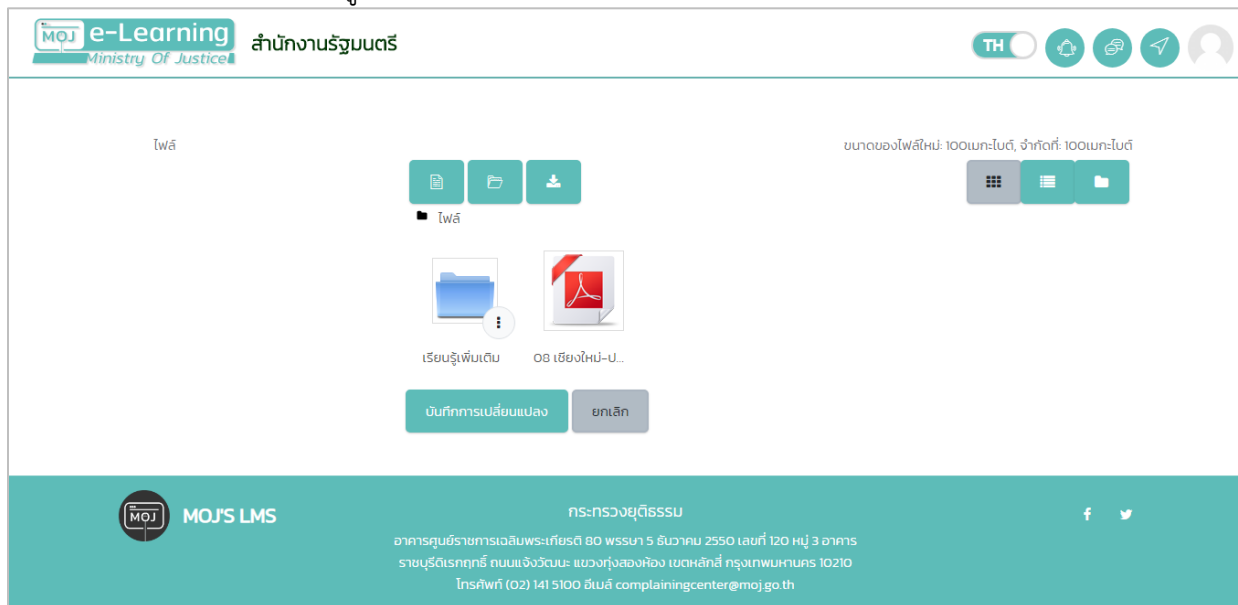 MOJ e-Learning
Ministry Of Justice
สำนักงานรัฐมนตรี
TH
ไฟล์
ขนาดของไฟล์ใหม่: 100เมกะไบต์, จำกัดที่: 100เมกะไบต์
ไฟล์
เรียนรู้เพิ่มเติม
08 เชียงใหม่-ป...
บันทึกการเปลี่ยนแปลง
ยกเลิก
MOJ
MOJ'S LMS
กระทรวงยุติธรรม
อาคารศูนย์ราชการเฉลิมพระเกียรติ 80 พรรษา 5 ธันวาคม 2550 เลขที่ 120 หมู่ 3 อาคาร
ราชบุรีดิเรกฤทธิ์ ถนนแจ้งวัฒนะ แขวงทุ่งสองห้อง เขตหลักสี่ กรุงเทพมหานคร 10210
โทรศัพท์ (02) 141 5100 อีเมล์ complainingcenter@moj.go.th